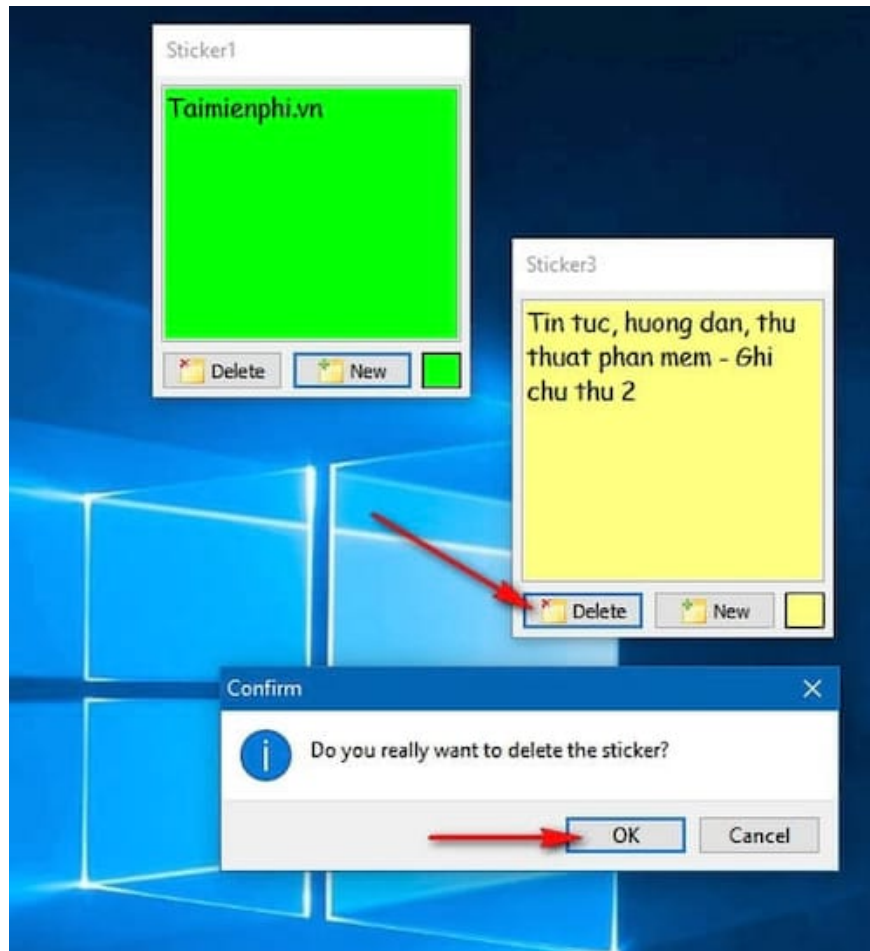 Sticker1
Taimienphi.vn
Delete
New
Sticker3
Tin tuc, huong dan, thu
thuat phan mem - Ghi
chu thu 2
Delete
New
Confirm
Do you really want to delete the sticker?
OK
Cancel